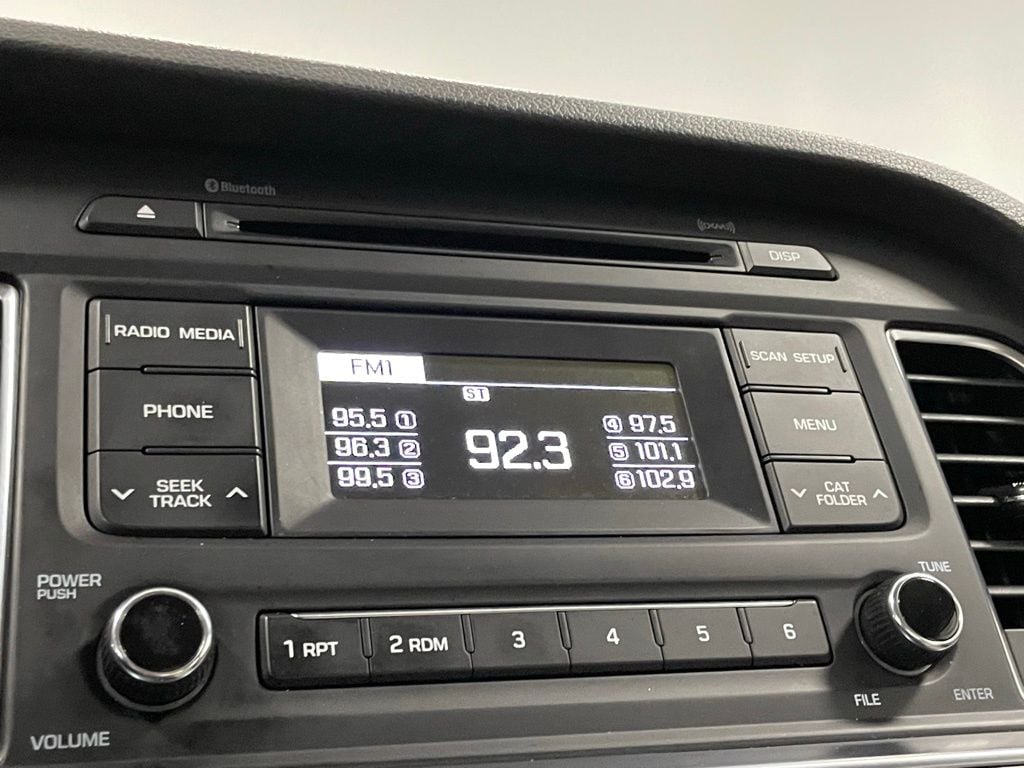 Bluetooth
XM
DISP
RADIO MEDIA
PHONE
SEEK
TRACK
FM1
ST
95.5 1
96.3 2
99.5 3
92.3
4 97.5
5 101.1
6 102.9
SCAN SETUP
MENU
CAT
FOLDER
POWER
PUSH
VOLUME
1 RPT
2 RDM
3
4
5
6
TUNE
FILE
ENTER